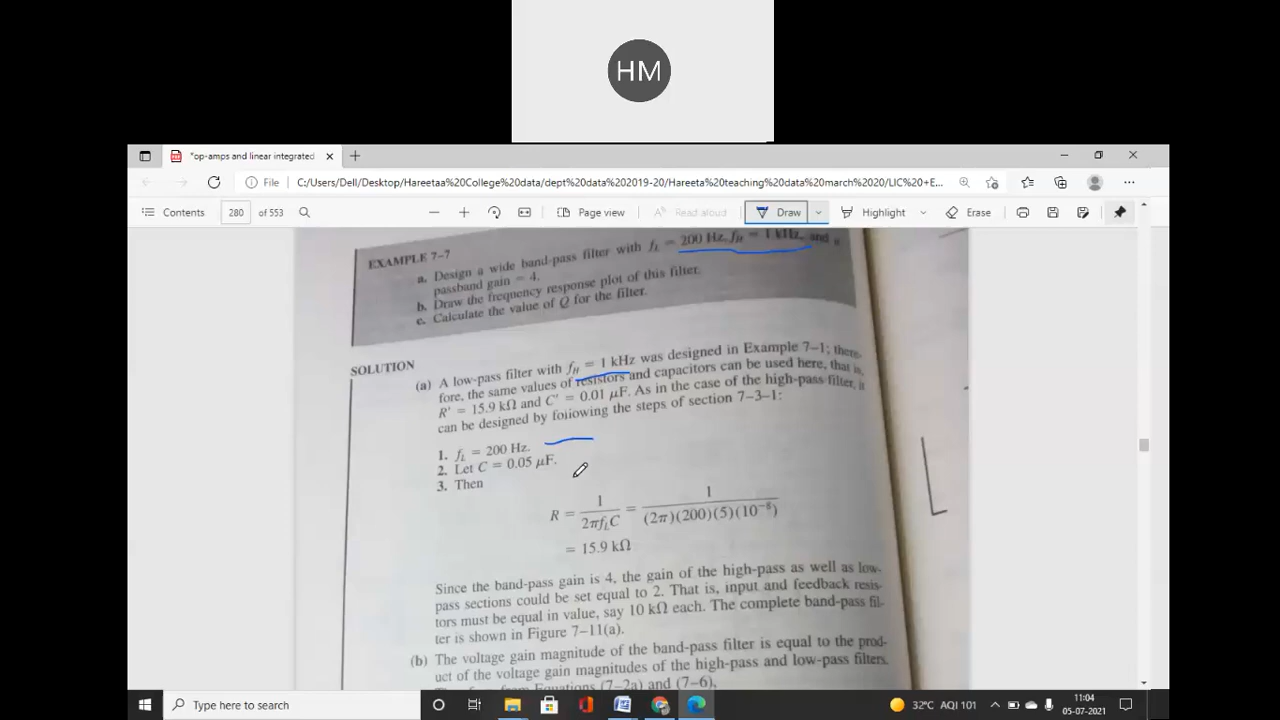 HM
*op-amps and linear integrated
File
C:/Users/Dell/Desktop/Hareetaa%20College%20data/dept%20data%202019-20/Hareeta%20teaching%20data%20march%2020/LIC%20+E...
Contents 280 of 553 Page view Read aloud Draw Highlight Erase
EXAMPLE 7–7
a. Design a wide band-pass filter with fL = 200 Hz, fH = 1 kHz, and a
passband gain = 4.
b. Draw the frequency response plot of this filter.
c. Calculate the value of Q for the filter.
SOLUTION
(a) A low-pass filter with fH = 1 kHz was designed in Example 7–1; there-
fore, the same values of resistors and capacitors can be used here, that is,
R' = 15.9 kΩ and C' = 0.01 μF. As in the case of the high-pass filter, it
can be designed by following the steps of section 7–3–1:
1. fL = 200 Hz.
2. Let C = 0.05 μF.
3. Then
R = 1/(2πfLC) = 1/((2π)(200)(5)(10⁻⁸))
= 15.9 kΩ
Since the band-pass gain is 4, the gain of the high-pass as well as low-
pass sections could be set equal to 2. That is, input and feedback resis-
tors must be equal in value, say 10 kΩ each. The complete band-pass fil-
ter is shown in Figure 7–11(a).
(b) The voltage gain magnitude of the band-pass filter is equal to the prod-
uct of the voltage gain magnitudes of the high-pass and low-pass filters.
from Equations (7–2a) and (7–6),
Type here to search
32°C AQI 101
11:04
05-07-2021